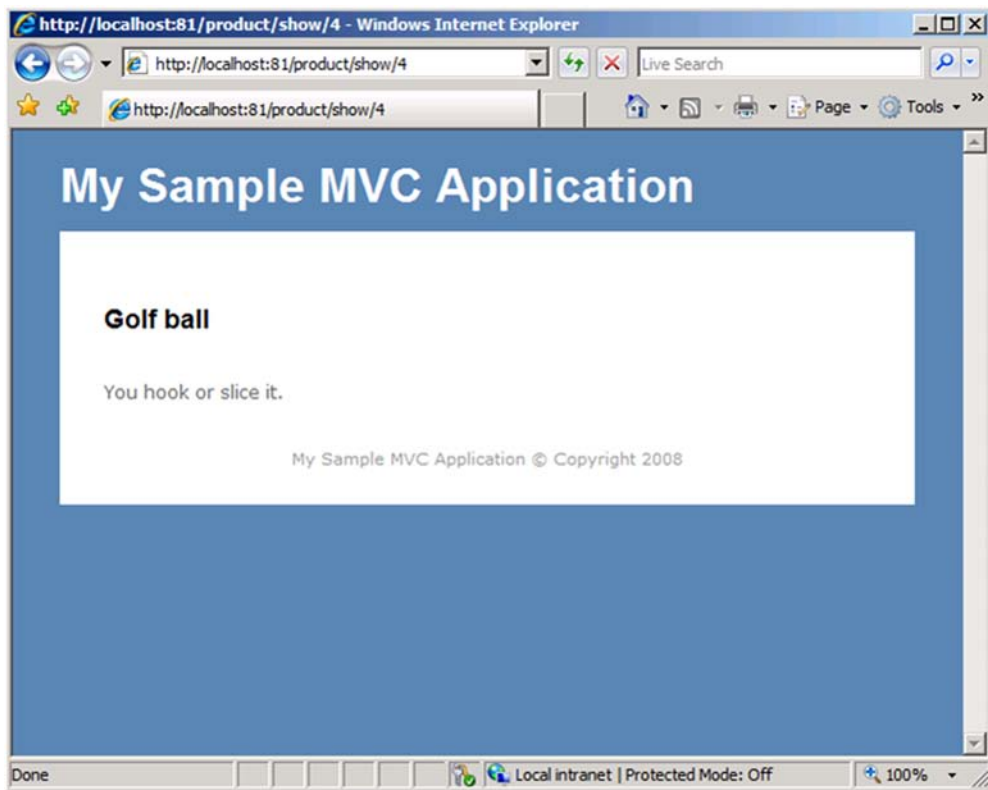 http://localhost:81/product/show/4 - Windows Internet Explorer
http://localhost:81/product/show/4
Live Search
http://localhost:81/product/show/4
Page
Tools
My Sample MVC Application
Golf ball
You hook or slice it.
My Sample MVC Application © Copyright 2008
Done
Local intranet | Protected Mode: Off
100%